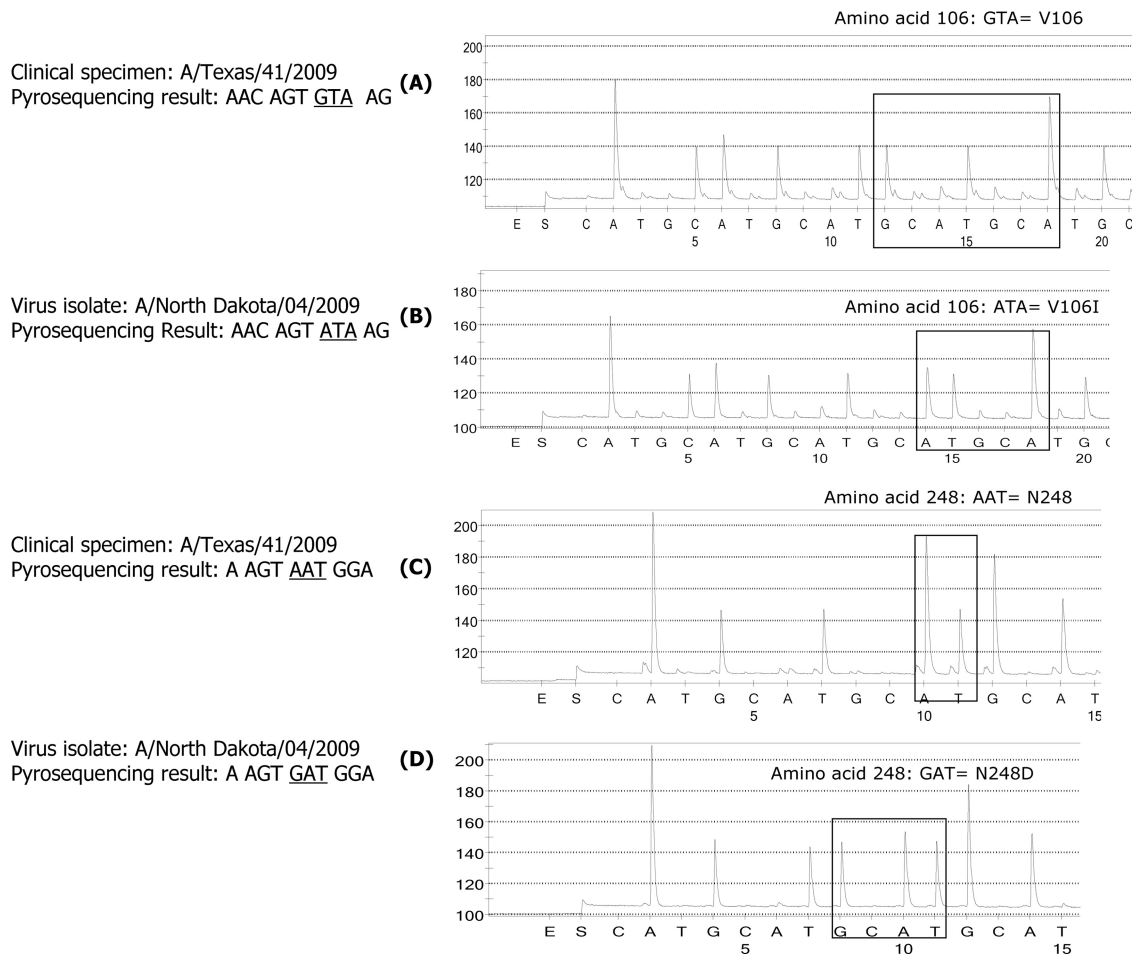 Amino acid 106: GTA= V106
Clinical specimen: A/Texas/41/2009
Pyrosequencing result: AAC AGT GTA AG
(A)
200
180
160
140
120
E S C A T G C A T G C A T G C A T G C A T G C
5 10 15 20
Virus isolate: A/North Dakota/04/2009
Pyrosequencing Result: AAC AGT ATA AG
(B)
Amino acid 106: ATA= V106I
180
160
140
120
100
E S C A T G C A T G C A T G C A T G C A T G C
5 10 15 20
Amino acid 248: AAT= N248
Clinical specimen: A/Texas/41/2009
Pyrosequencing result: A AGT AAT GGA
(C)
200
180
160
140
120
E S C A T G C A T G C A T G C A T
5 10 15
Virus isolate: A/North Dakota/04/2009
Pyrosequencing result: A AGT GAT GGA
(D)
Amino acid 248: GAT= N248D
200
180
160
140
120
100
E S C A T G C A T G C A T G C A T
5 10 15